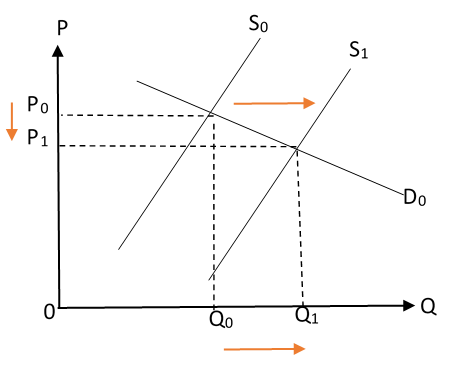 P
S₀
S₁
P₀
P₁
D₀
0
Q₀
Q₁
Q